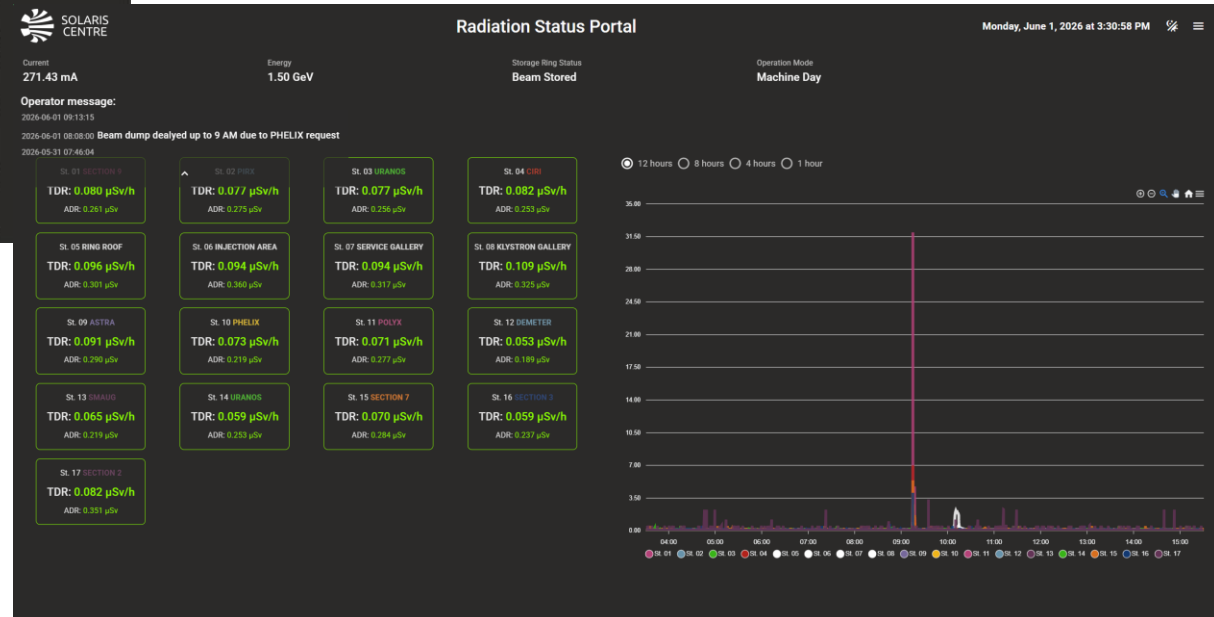 SOLARIS
CENTRE
Radiation Status Portal
Monday, June 1, 2026 at 3:30:58 PM
Current
271.43 mA
Energy
1.50 GeV
Storage Ring Status
Beam Stored
Operation Mode
Machine Day
Operator message:
2026-06-01 09:13:15
2026-06-01 08:08:00 Beam dump dealyed up to 9 AM due to PHELIX request
2026-05-31 07:46:04
St. 01 SECTION 9
TDR: 0.080 µSv/h
ADR: 0.261 µSv
St. 02 PIRX
TDR: 0.077 µSv/h
ADR: 0.275 µSv
St. 03 URANOS
TDR: 0.077 µSv/h
ADR: 0.256 µSv
St. 04 CIRI
TDR: 0.082 µSv/h
ADR: 0.253 µSv
St. 05 RING ROOF
TDR: 0.096 µSv/h
ADR: 0.301 µSv
St. 06 INJECTION AREA
TDR: 0.094 µSv/h
ADR: 0.360 µSv
St. 07 SERVICE GALLERY
TDR: 0.094 µSv/h
ADR: 0.317 µSv
St. 08 KLYSTRON GALLERY
TDR: 0.109 µSv/h
ADR: 0.325 µSv
St. 09 ASTRA
TDR: 0.091 µSv/h
ADR: 0.290 µSv
St. 10 PHELIX
TDR: 0.073 µSv/h
ADR: 0.219 µSv
St. 11 POLYX
TDR: 0.071 µSv/h
ADR: 0.277 µSv
St. 12 DEMETER
TDR: 0.053 µSv/h
ADR: 0.189 µSv
St. 13 SMAUG
TDR: 0.065 µSv/h
ADR: 0.219 µSv
St. 14 URANOS
TDR: 0.059 µSv/h
ADR: 0.253 µSv
St. 15 SECTION 7
TDR: 0.070 µSv/h
ADR: 0.284 µSv
St. 16 SECTION 3
TDR: 0.059 µSv/h
ADR: 0.237 µSv
St. 17 SECTION 2
TDR: 0.082 µSv/h
ADR: 0.351 µSv
12 hours 8 hours 4 hours 1 hour
35.00
31.50
28.00
24.50
21.00
17.50
14.00
10.50
7.00
3.50
0.00
04:00 05:00 06:00 07:00 08:00 09:00 10:00 11:00 12:00 13:00 14:00 15:00
St. 01 St. 02 St. 03 St. 04 St. 05 St. 06 St. 07 St. 08 St. 09 St. 10 St. 11 St. 12 St. 13 St. 14 St. 15 St. 16 St. 17